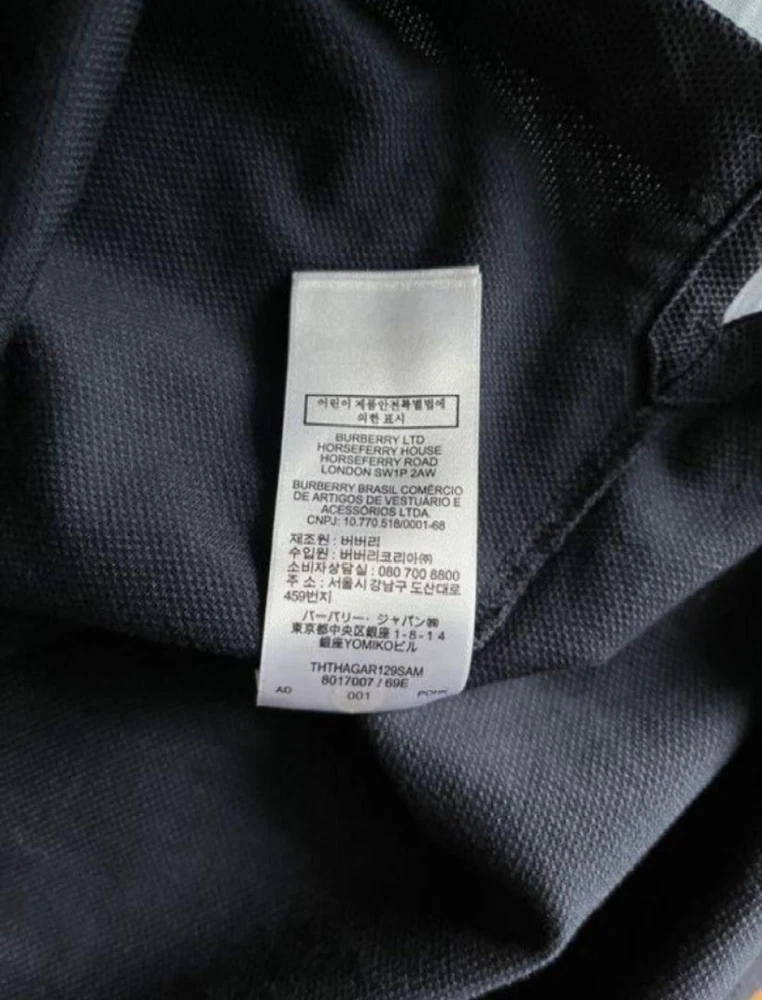 어린이 제품안전특별법에
의한 표시
BURBERRY LTD
HORSEFERRY HOUSE
HORSEFERRY ROAD
LONDON SW1P 2AW
BURBERRY BRASIL COMÉRCIO
DE ARTIGOS DE VESTUÁRIO E
ACESSÓRIOS LTDA.
CNPJ: 10.770.518/0001-68
제조원 : 버버리
수입원 : 버버리코리아㈜
소비자상담실 : 080 700 8800
주 소 : 서울시 강남구 도산대로
459번지
バーバリー・ジャパン㈱
東京都中央区銀座1-8-14
銀座YOMIKOビル
THTHAGAR129SAM
8017007 / 69E
AD 001